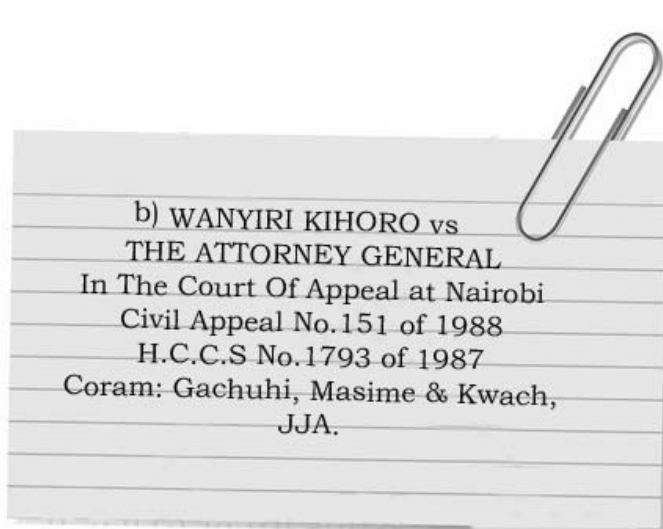 b) WANYIRI KIHORO vs
THE ATTORNEY GENERAL
In The Court Of Appeal at Nairobi
Civil Appeal No.151 of 1988
H.C.C.S No.1793 of 1987
Coram: Gachuhi, Masime & Kwach,
JJA.